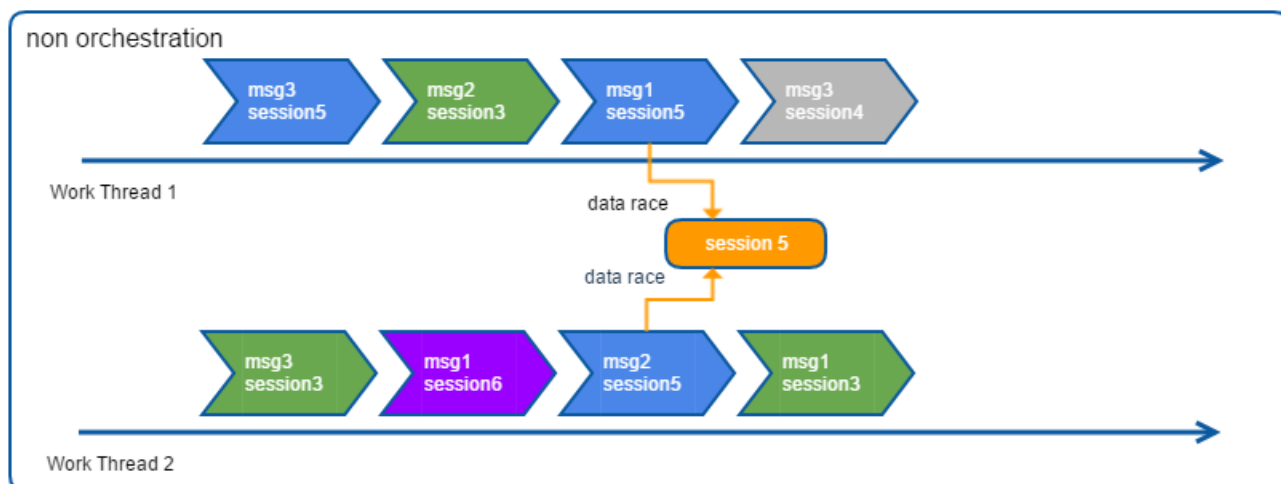 non orchestration
msg3
session5
msg2
session3
msg1
session5
msg3
session4
Work Thread 1
data race
session 5
data race
msg3
session3
msg1
session6
msg2
session5
msg1
session3
Work Thread 2